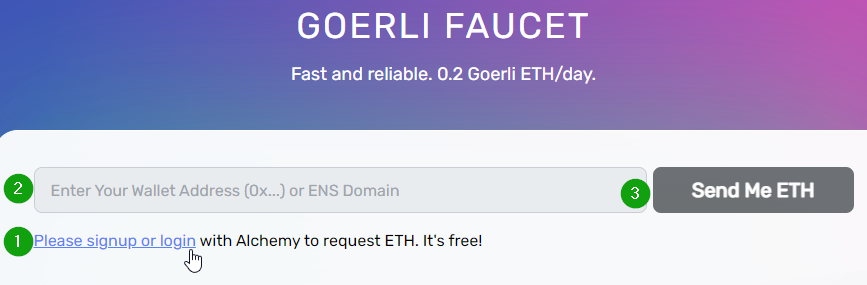 GOERLI FAUCET
Fast and reliable. 0.2 Goerli ETH/day.
2 Enter Your Wallet Address (0x...) or ENS Domain 3 Send Me ETH
1 Please signup or login with Alchemy to request ETH. It's free!